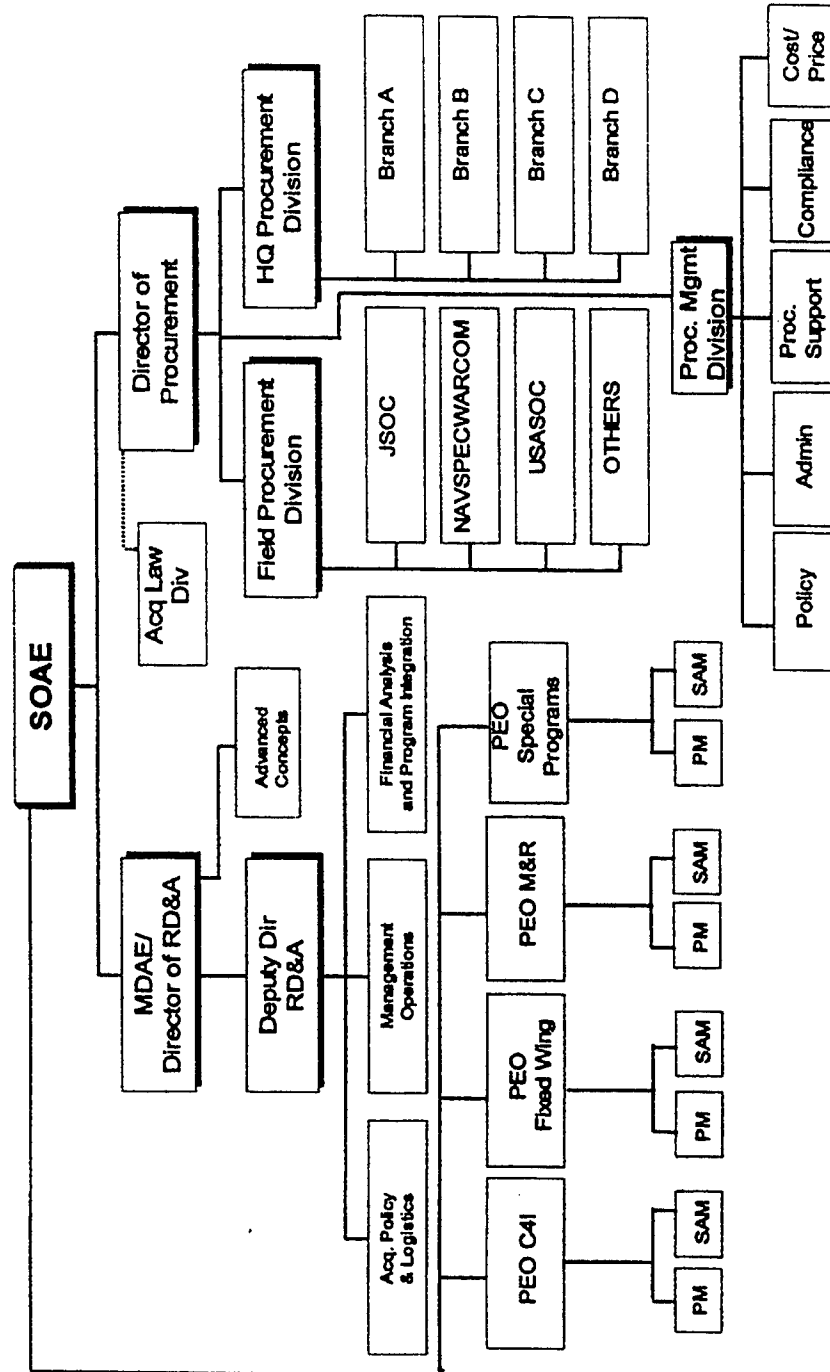 SOAE
MDAE/
Director of RD&A
Advanced
Concepts
Deputy Dir
RD&A
Acq. Policy
& Logistics
Management
Operations
Financial Analysis
and Program Integration
PEO C4I
PEO
Fixed Wing
PEO M&R
PEO
Special
Programs
PM
SAM
PM
SAM
PM
SAM
PM
SAM
Acq Law
Div
Director of
Procurement
Field Procurement
Division
HQ Procurement
Division
JSOC
NAVSPECWARCOM
USASOC
OTHERS
Branch A
Branch B
Branch C
Branch D
Proc. Mgmt
Division
Policy
Admin
Proc.
Support
Compliance
Cost/
Price